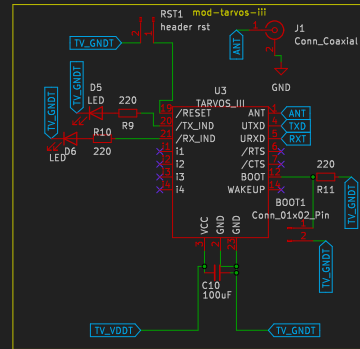 RST1 mod-tarvos-iii
header rst
J1
Conn_Coaxial
TV_GNDT
ANT
GND
TV_GNDT
TV_GNDT
D5
LED
220
R9
R10
220
LED
D6
U3
TARVOS_III
/RESET
/TX_IND
/RX_IND
i1
i2
i3
i4
ANT
UTXD
URXD
/RTS
/CTS
BOOT
WAKEUP
VCC
GND
GND
ANT
TXD
RXT
220
R11
TV_GNDT
BOOT1
Conn_01x02_Pin
TV_GNDT
C10
100uF
TV_VDDT
TV_GNDT